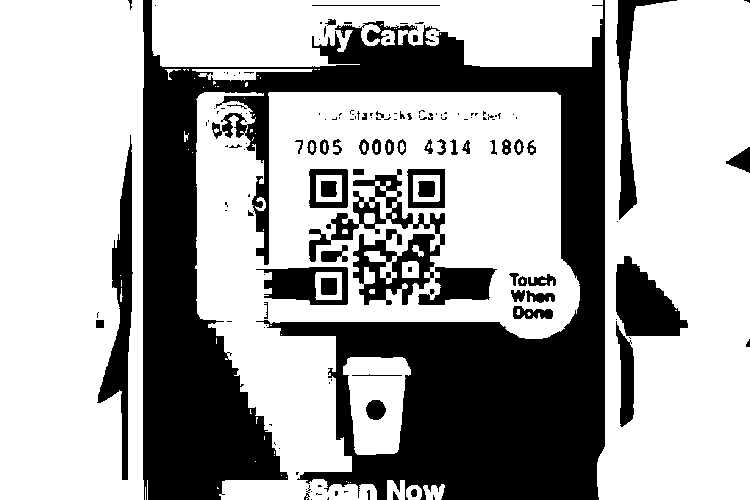 My Cards
Your Starbucks Card number is
7005 0000 4314 1806
Touch
When
Done
Scan Now